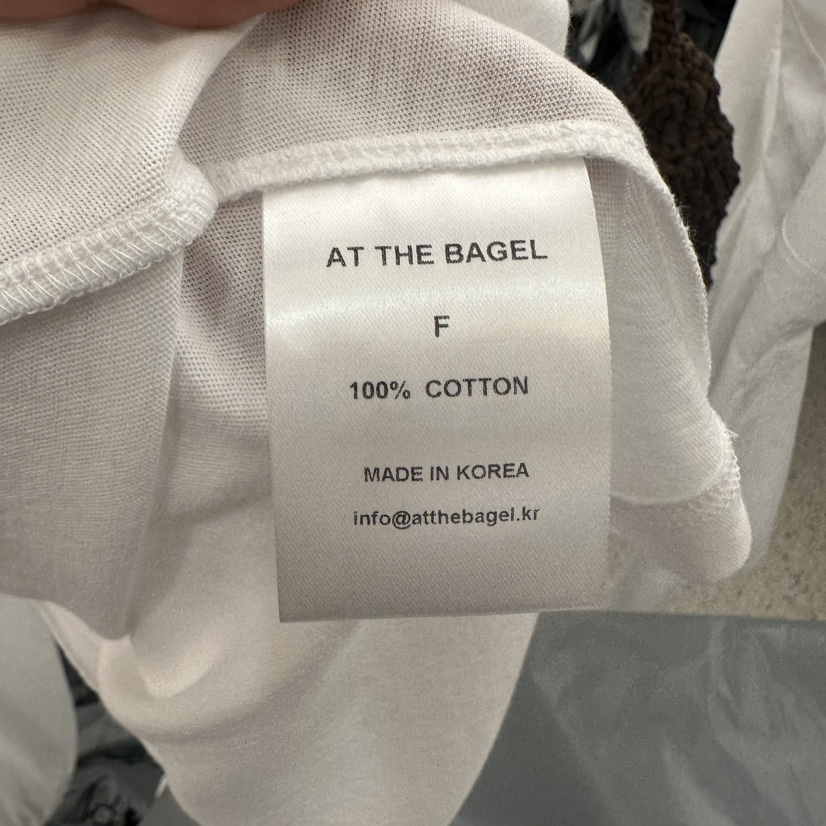 AT THE BAGEL
F
100% COTTON
MADE IN KOREA
info@atthebagel.kr